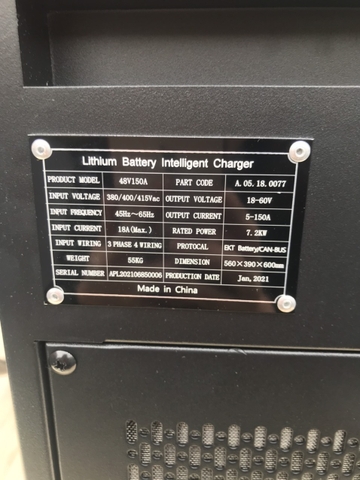 Lithium Battery Intelligent Charger
PRODUCT MODEL 48V150A PART CODE A.05.18.0077
INPUT VOLTAGE 380/400/415Vac OUTPUT VOLTAGE 18-60V
INPUT FREQUENCY 45Hz~65Hz OUTPUT CURRENT 5-150A
INPUT CURRENT 18A(Max.) RATED POWER 7.2KW
INPUT WIRING 3 PHASE 4 WIRING PROTOCAL EKT Battery/CAN-BUS
WEIGHT 55KG DIMENSION 560×390×600mm
SERIAL NUMBER APL202106850006 PRODUCTION DATE Jan, 2021
Made in China